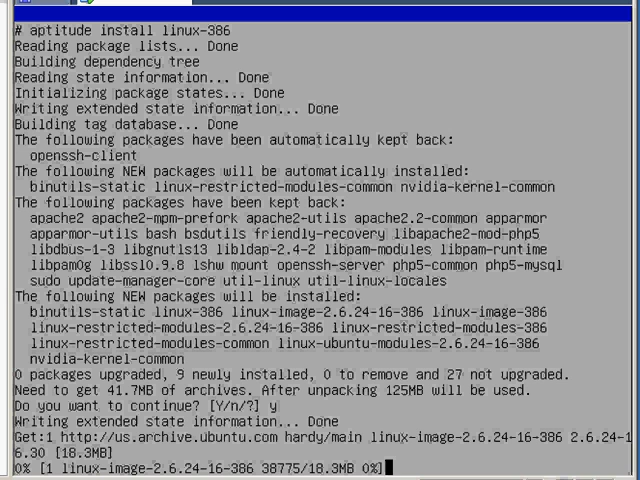 # aptitude install linux-386
Reading package lists... Done
Building dependency tree
Reading state information... Done
Initializing package states... Done
Writing extended state information... Done
Building tag database... Done
The following packages have been automatically kept back:
openssh-client
The following NEW packages will be automatically installed:
binutils-static linux-restricted-modules-common nvidia-kernel-common
The following packages have been kept back:
apache2 apache2-mpm-prefork apache2-utils apache2.2-common apparmor
apparmor-utils bash bsdutils friendly-recovery libapache2-mod-php5
libdbus-1-3 libgnutls13 libldap-2.4-2 libpam-modules libpam-runtime
libpam0g libssl0.9.8 lshw mount openssh-server php5-common php5-mysql
sudo update-manager-core util-linux util-linux-locales
The following NEW packages will be installed:
binutils-static linux-386 linux-image-2.6.24-16-386 linux-image-386
linux-restricted-modules-2.6.24-16-386 linux-restricted-modules-386
linux-restricted-modules-common linux-ubuntu-modules-2.6.24-16-386
nvidia-kernel-common
0 packages upgraded, 9 newly installed, 0 to remove and 27 not upgraded.
Need to get 41.7MB of archives. After unpacking 125MB will be used.
Do you want to continue? [Y/n/?] y
Writing extended state information... Done
Get:1 http://us.archive.ubuntu.com hardy/main linux-image-2.6.24-16-386 2.6.24-1
6.30 [18.3MB]
0% [1 linux-image-2.6.24-16-386 38775/18.3MB 0%]